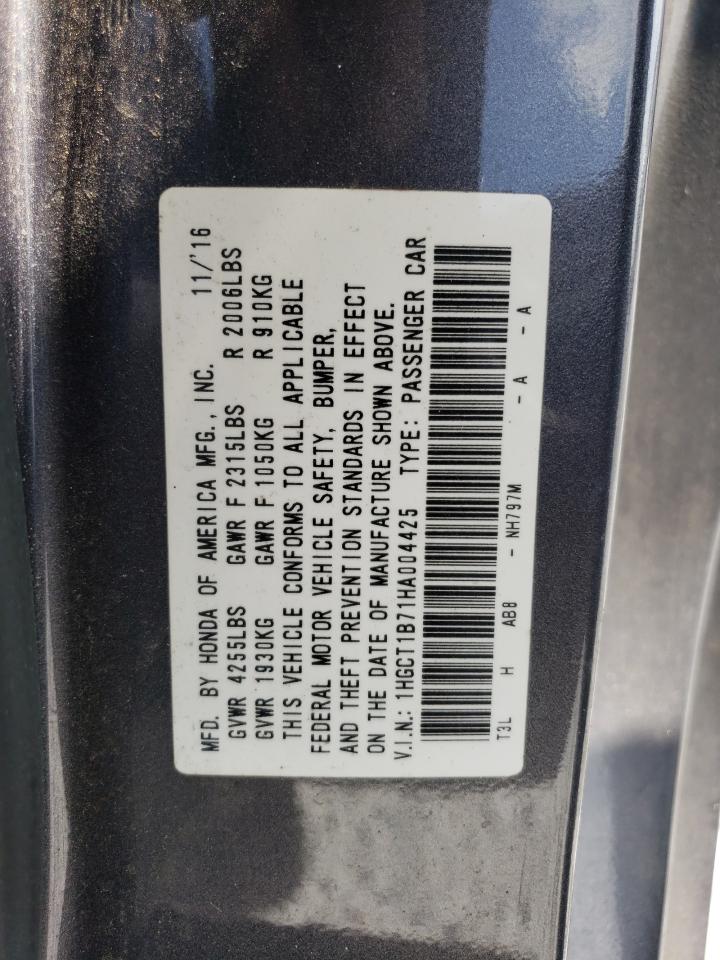 MFD. BY HONDA OF AMERICA MFG., INC. 11/'16
GVWR 4255LBS GAWR F 2315LBS R 2006LBS
GVWR 1930KG GAWR F 1050KG R 910KG
THIS VEHICLE CONFORMS TO ALL APPLICABLE
FEDERAL MOTOR VEHICLE SAFETY, BUMPER,
AND THEFT PREVENTION STANDARDS IN EFFECT
ON THE DATE OF MANUFACTURE SHOWN ABOVE.
V.I.N.: 1HGCT1B71HA004425 TYPE: PASSENGER CAR
T3L H AB8 - NH797M - A - A